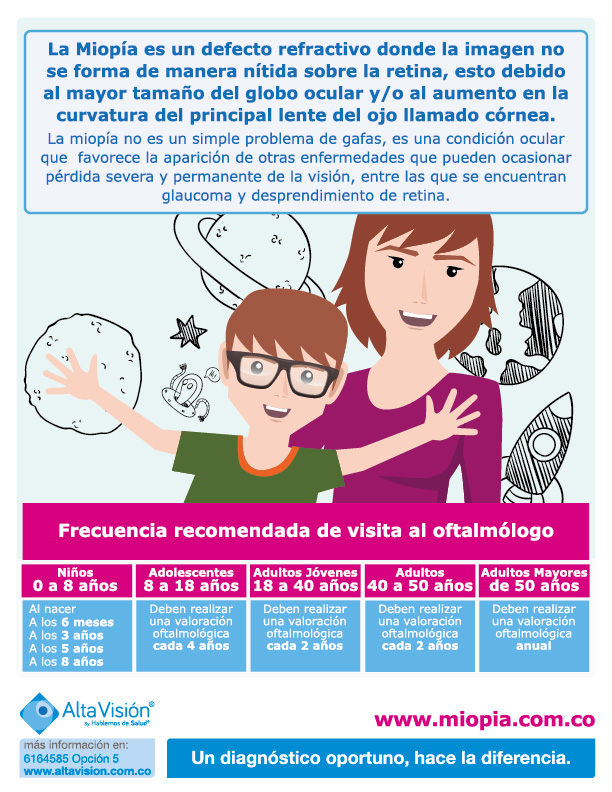 La Miopía es un defecto refractivo donde la imagen no
se forma de manera nítida sobre la retina, esto debido
al mayor tamaño del globo ocular y/o al aumento en la
curvatura del principal lente del ojo llamado córnea.
La miopía no es un simple problema de gafas, es una condición ocular
que favorece la aparición de otras enfermedades que pueden ocasionar
pérdida severa y permanente de la visión, entre las que se encuentran
glaucoma y desprendimiento de retina.
Frecuencia recomendada de visita al oftalmólogo
Niños
0 a 8 años
Al nacer
A los 6 meses
A los 3 años
A los 5 años
A los 8 años
Adolescentes
8 a 18 años
Deben realizar
una valoración
oftalmológica
cada 4 años
Adultos Jóvenes
18 a 40 años
Deben realizar
una valoración
oftalmológica
cada 2 años
Adultos
40 a 50 años
Deben realizar
una valoración
oftalmológica
cada 2 años
Adultos Mayores
de 50 años
Deben realizar
una valoración
oftalmológica
anual
AltaVisión®
By Hablemos de Salud+
www.miopia.com.co
más información en:
6164585 Opción 5
www.altavision.com.co
Un diagnóstico oportuno, hace la diferencia.